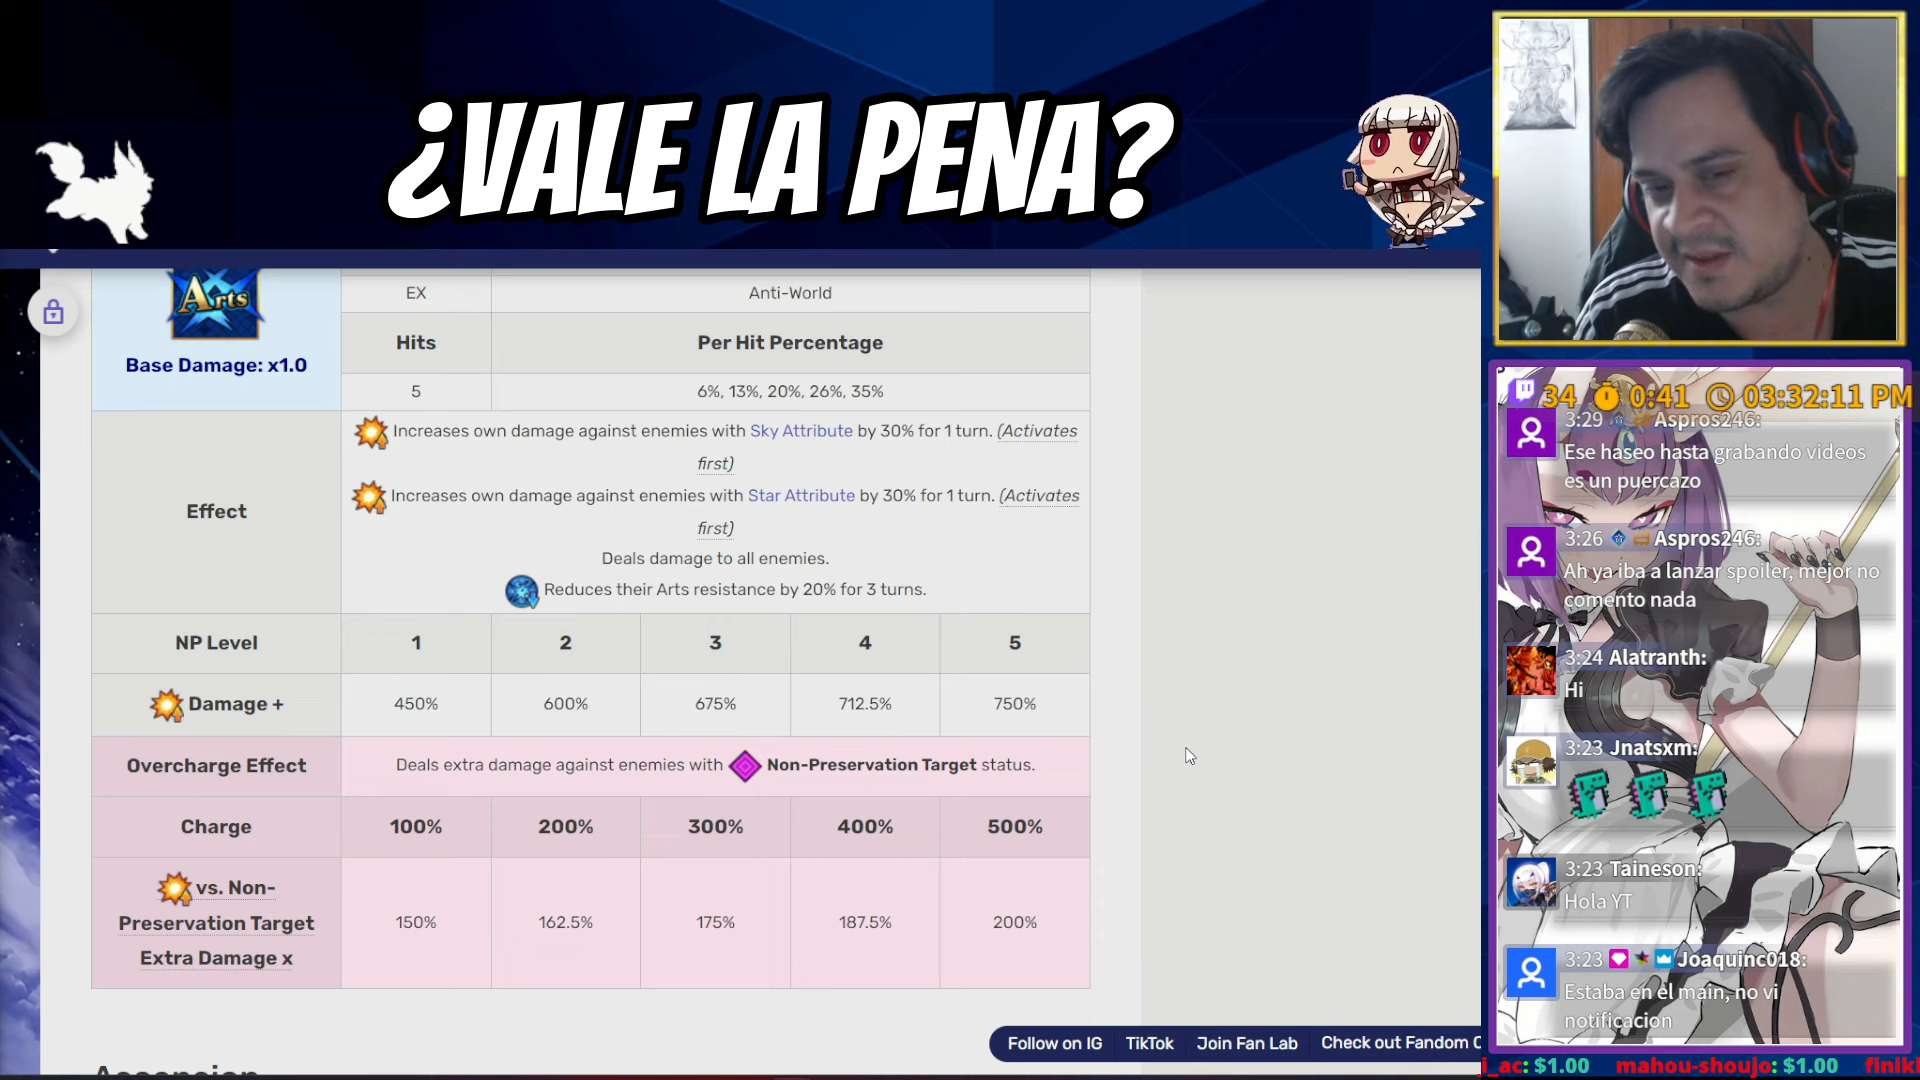 ¿VALE LA PENA?
Arts
Base Damage: x1.0
EX
Anti-World
Hits
Per Hit Percentage
5
6%, 13%, 20%, 26%, 35%
Effect
Increases own damage against enemies with Sky Attribute by 30% for 1 turn. (Activates
first)
Increases own damage against enemies with Star Attribute by 30% for 1 turn. (Activates
first)
Deals damage to all enemies.
Reduces their Arts resistance by 20% for 3 turns.
NP Level
1
2
3
4
5
Damage +
450%
600%
675%
712.5%
750%
Overcharge Effect
Deals extra damage against enemies with Non-Preservation Target status.
Charge
100%
200%
300%
400%
500%
vs. Non-
Preservation Target
Extra Damage x
150%
162.5%
175%
187.5%
200%
Ascension
Follow on IG
TikTok
Join Fan Lab
Check out Fandom
34
0:41
03:32:11 PM
3:29 Aspros246:
Ese haseo hasta grabando videos
es un puercazo
3:26 Aspros246:
Ah ya iba a lanzar spoiler, mejor no
comento nada
3:24 Alatranth:
Hi
3:23 Jnatsxm:
3:23 Taineson:
Hola YT
3:23 Joaquinc018:
Estaba en el main, no vi
notificacion
i_ac: $1.00
mahou-shoujo: $1.00
finik